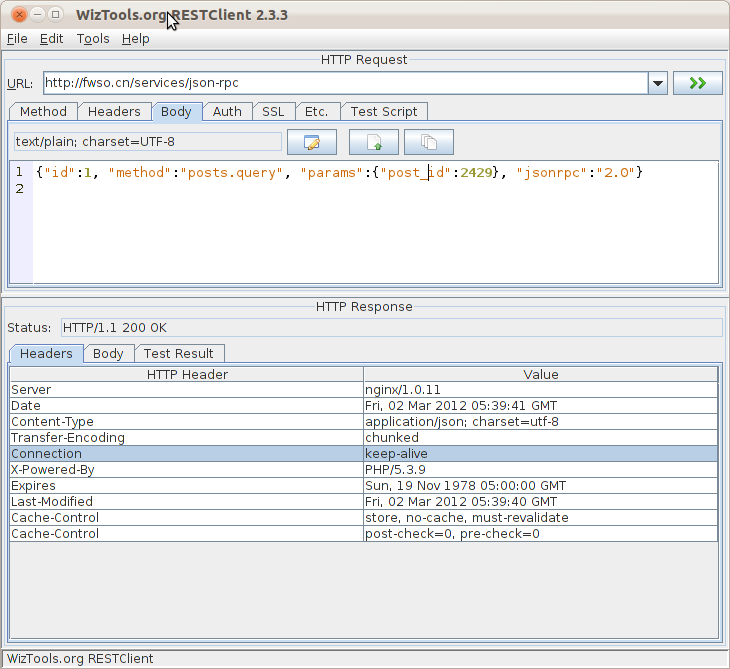 WizTools.org RESTClient 2.3.3
File Edit Tools Help
HTTP Request
URL: http://fwso.cn/services/json-rpc
Method Headers Body Auth SSL Etc. Test Script
text/plain; charset=UTF-8
1 {"id":1, "method":"posts.query", "params":{"post_id":2429}, "jsonrpc":"2.0"}
2
HTTP Response
Status: HTTP/1.1 200 OK
Headers Body Test Result
HTTP Header Value
Server nginx/1.0.11
Date Fri, 02 Mar 2012 05:39:41 GMT
Content-Type application/json; charset=utf-8
Transfer-Encoding chunked
Connection keep-alive
X-Powered-By PHP/5.3.9
Expires Sun, 19 Nov 1978 05:00:00 GMT
Last-Modified Fri, 02 Mar 2012 05:39:40 GMT
Cache-Control store, no-cache, must-revalidate
Cache-Control post-check=0, pre-check=0
WizTools.org RESTClient